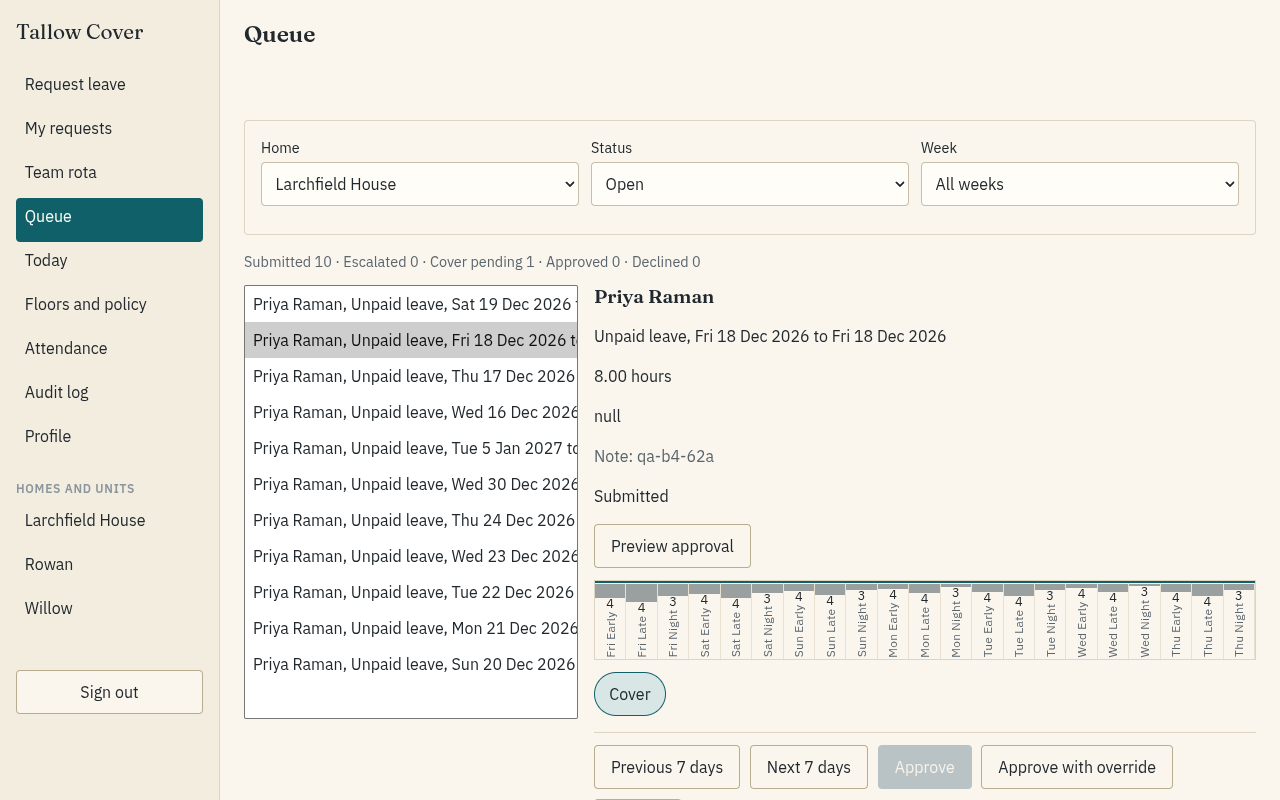 Tallow Cover
Request leave
My requests
Team rota
Queue
Today
Floors and policy
Attendance
Audit log
Profile
HOMES AND UNITS
Larchfield House
Rowan
Willow
Sign out
Queue
Home
Status
Week
Larchfield House
Open
All weeks
Submitted 10 · Escalated 0 · Cover pending 1 · Approved 0 · Declined 0
Priya Raman, Unpaid leave, Sat 19 Dec 2026
Priya Raman, Unpaid leave, Fri 18 Dec 2026 to
Priya Raman, Unpaid leave, Thu 17 Dec 2026
Priya Raman, Unpaid leave, Wed 16 Dec 2026
Priya Raman, Unpaid leave, Tue 5 Jan 2027 to
Priya Raman, Unpaid leave, Wed 30 Dec 2026
Priya Raman, Unpaid leave, Thu 24 Dec 2026
Priya Raman, Unpaid leave, Wed 23 Dec 2026
Priya Raman, Unpaid leave, Tue 22 Dec 2026
Priya Raman, Unpaid leave, Mon 21 Dec 2026
Priya Raman, Unpaid leave, Sun 20 Dec 2026
Priya Raman
Unpaid leave, Fri 18 Dec 2026 to Fri 18 Dec 2026
8.00 hours
null
Note: qa-b4-62a
Submitted
Preview approval
4 4 3 4 4 3 4 4 3 4 4 3 4 4 3 4 4 3 4 4 3
Fri Early
Fri Late
Fri Night
Sat Early
Sat Late
Sat Night
Sun Early
Sun Late
Sun Night
Mon Early
Mon Late
Mon Night
Tue Early
Tue Late
Tue Night
Wed Early
Wed Late
Wed Night
Thu Early
Thu Late
Thu Night
Cover
Previous 7 days
Next 7 days
Approve
Approve with override